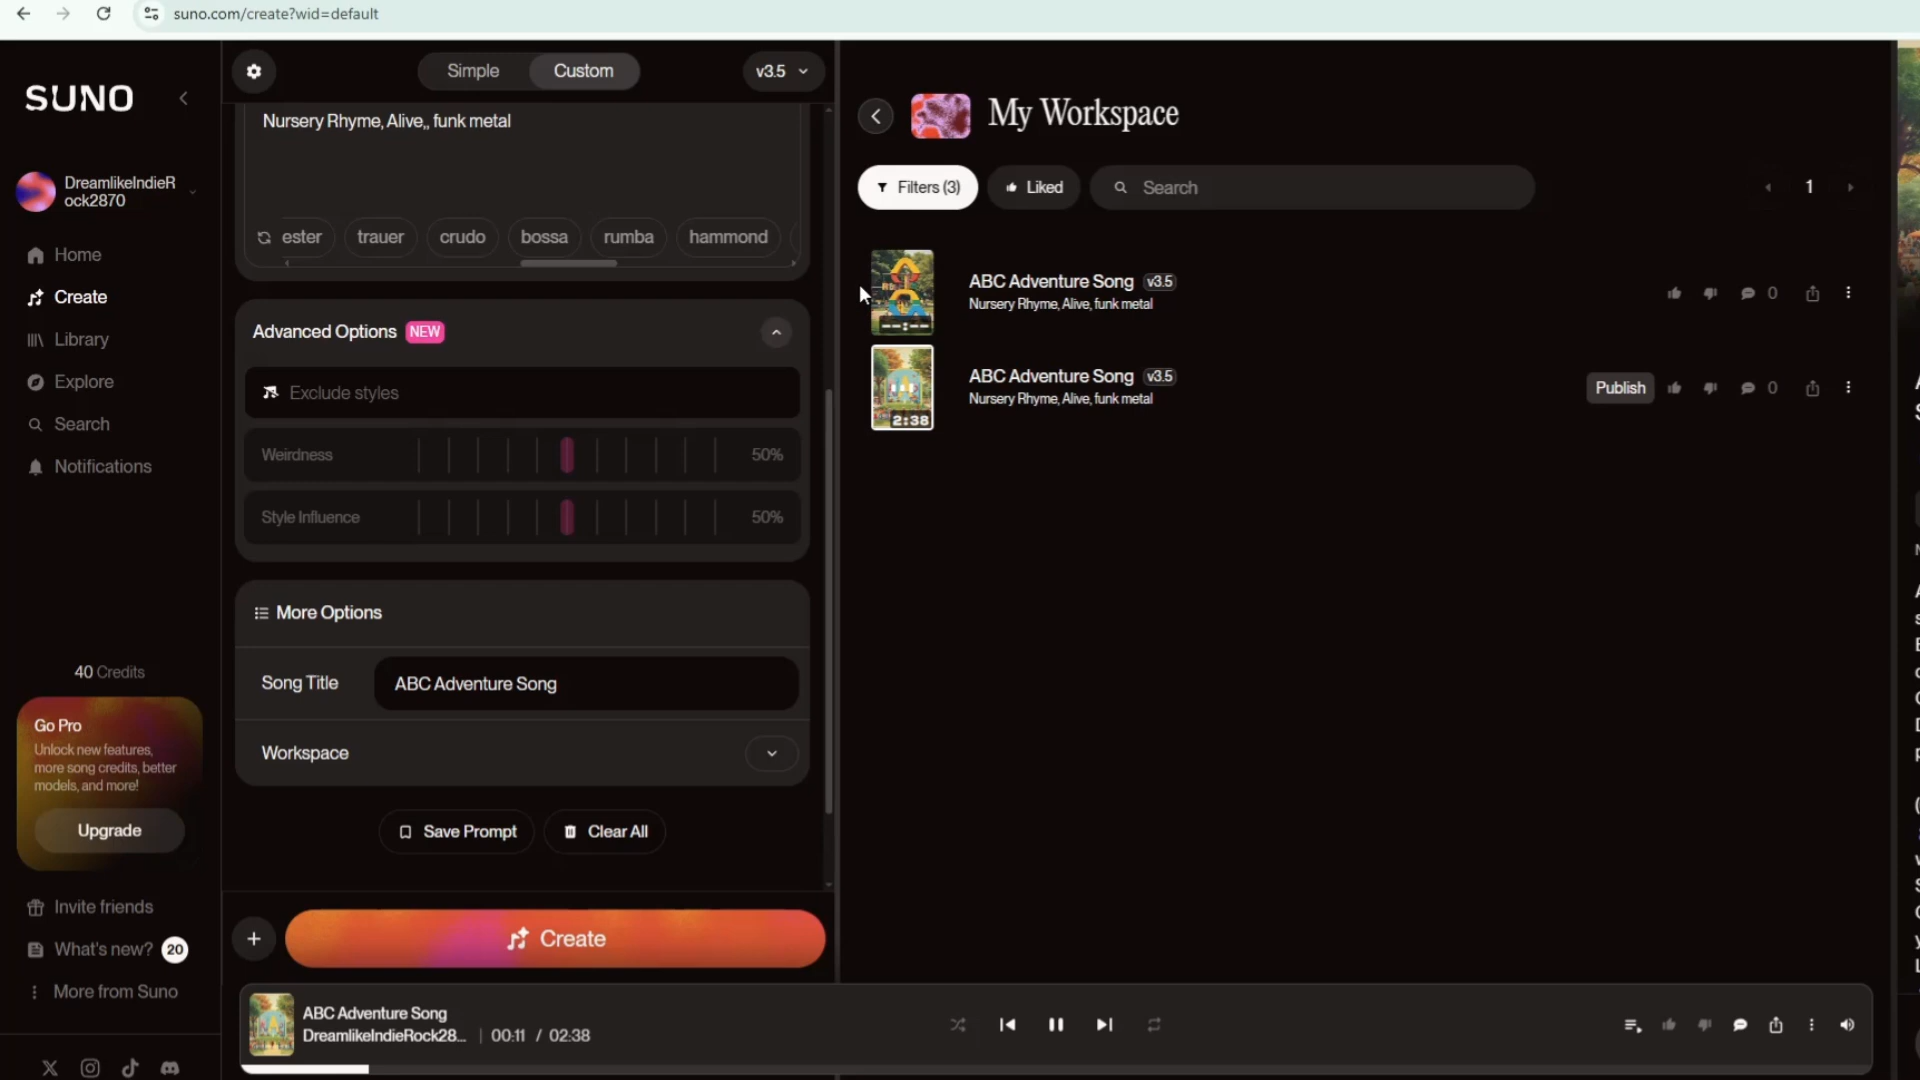 suno.com/create?wid=default
SUNO
DreamlikeIndieR
ock2870
Home
Create
Library
Explore
Search
Notifications
40 Credits
Go Pro
Unlock new features,
more song credits, better
models, and more!
Upgrade
Invite friends
What's new? 20
More from Suno
Simple
Custom
v3.5
Nursery Rhyme, Alive,, funk metal
ester
trauer
crudo
bossa
rumba
hammond
Advanced Options NEW
Exclude styles
Weirdness
50%
Style Influence
50%
More Options
Song Title
ABC Adventure Song
Workspace
Save Prompt
Clear All
Create
My Workspace
Filters (3)
Liked
Search
1
ABC Adventure Song v3.5
Nursery Rhyme, Alive, funk metal
0
--:--
ABC Adventure Song v3.5
Nursery Rhyme, Alive, funk metal
2:38
Publish
0
ABC Adventure Song
DreamlikeIndieRock28...
00:11 / 02:38